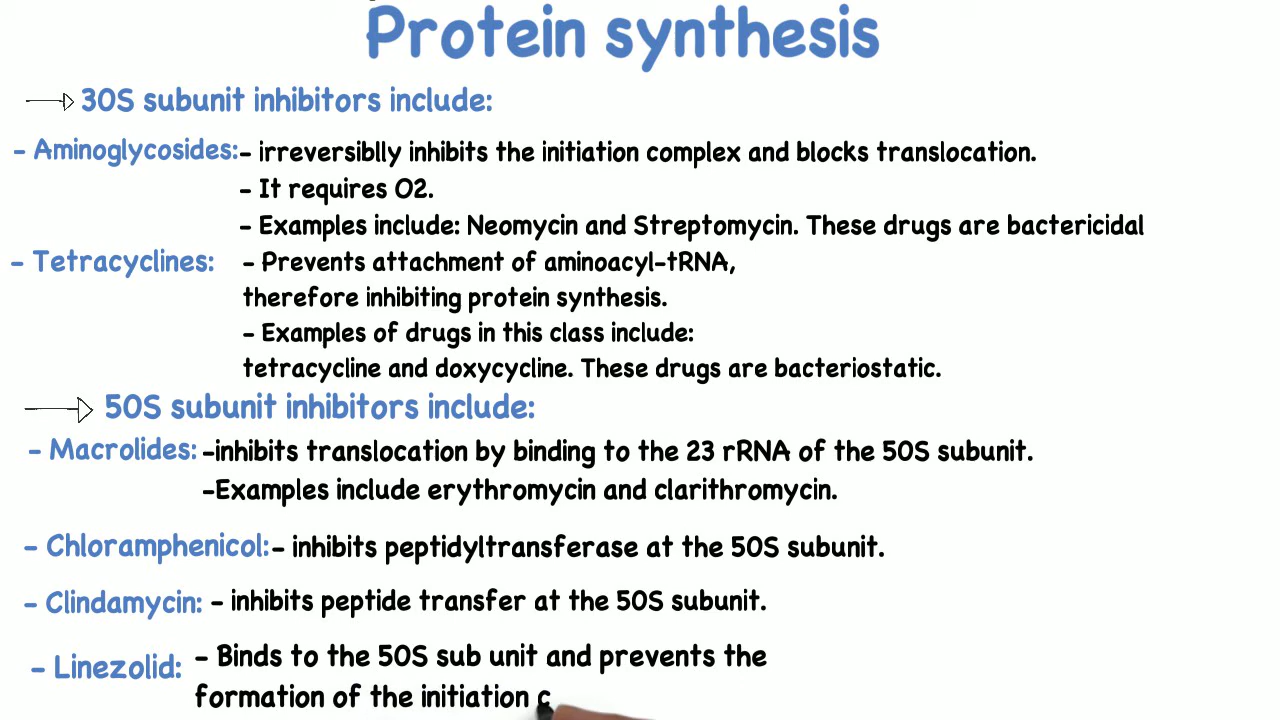 Protein synthesis
30S subunit inhibitors include:
- Aminoglycosides: - irreversiblly inhibits the initiation complex and blocks translocation.
- It requires O2.
- Examples include: Neomycin and Streptomycin. These drugs are bactericidal
- Tetracyclines: - Prevents attachment of aminoacyl-tRNA,
therefore inhibiting protein synthesis.
- Examples of drugs in this class include:
tetracycline and doxycycline. These drugs are bacteriostatic.
50S subunit inhibitors include:
- Macrolides: -inhibits translocation by binding to the 23 rRNA of the 50S subunit.
-Examples include erythromycin and clarithromycin.
- Chloramphenicol: - inhibits peptidyltransferase at the 50S subunit.
- Clindamycin: - inhibits peptide transfer at the 50S subunit.
- Linezolid: - Binds to the 50S sub unit and prevents the
formation of the initiation c